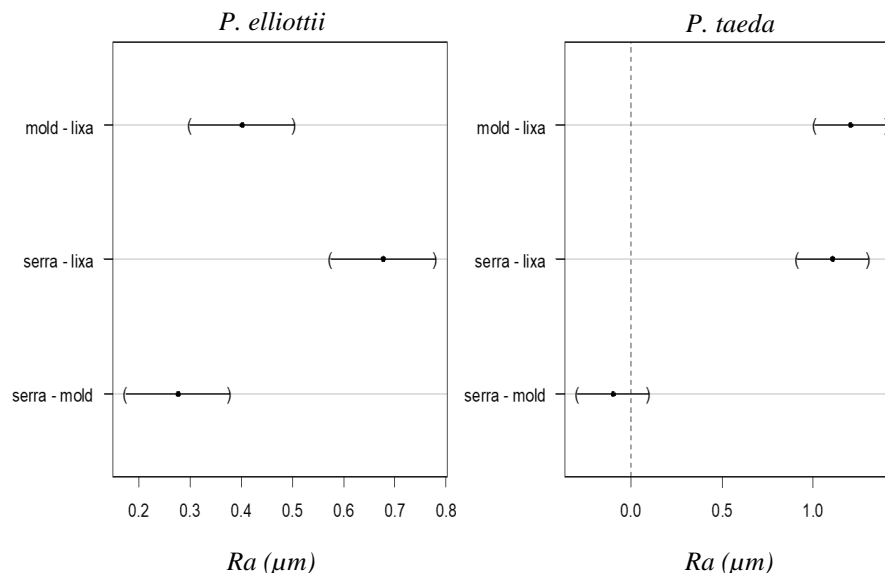 P. elliottii
mold - lixa
serra - lixa
serra - mold
0.2 0.3 0.4 0.5 0.6 0.7 0.8
Ra (µm)
P. taeda
mold - lixa
serra - lixa
serra - mold
0.0 0.5 1.0
Ra (µm)